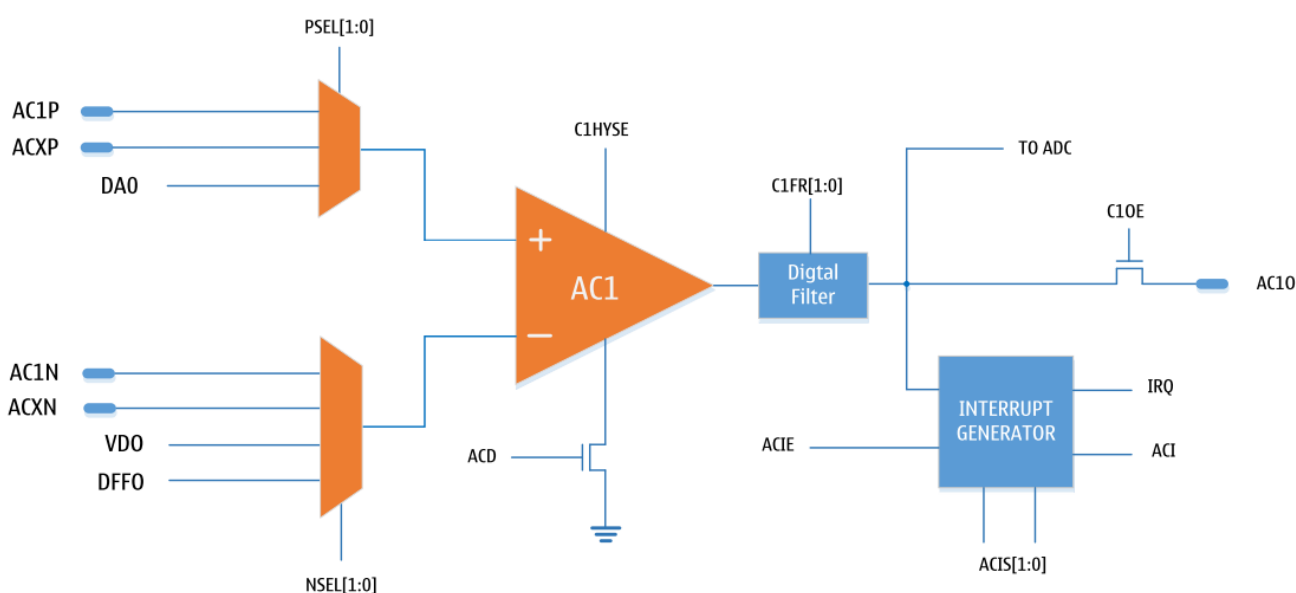 PSEL[1:0]
AC1P
ACXP
DAO
C1HYSE
TO ADC
C1FR[1:0]
C1OE
+
AC1
Digtal
Filter
AC1O
−
AC1N
ACXN
VDO
DFFO
ACD
INTERRUPT
GENERATOR
IRQ
ACIE
ACI
ACIS[1:0]
NSEL[1:0]